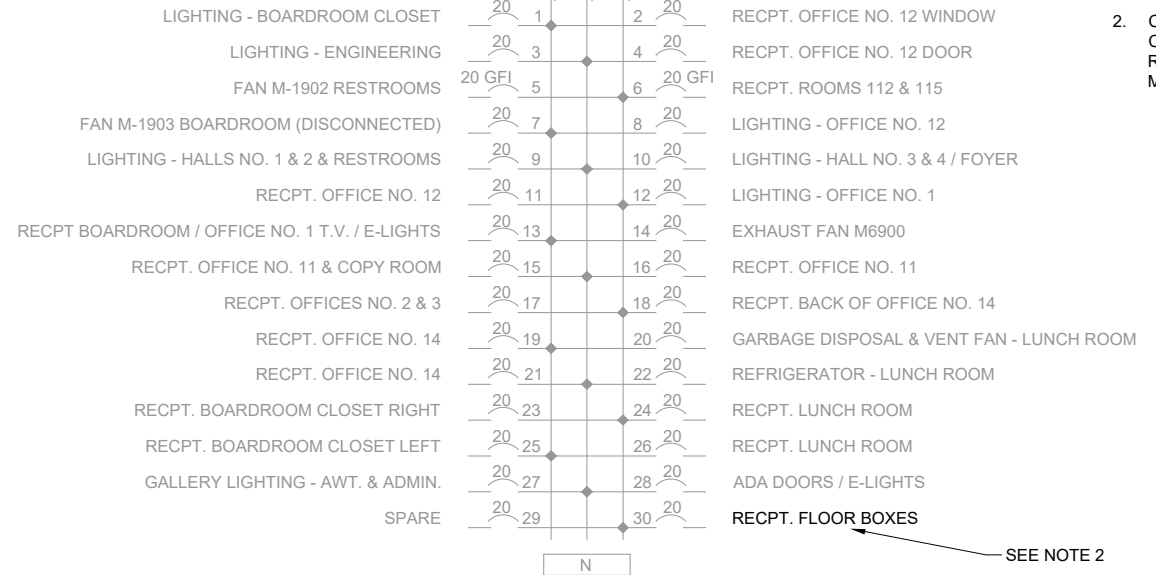 LIGHTING - BOARDROOM CLOSET 20 1 2 20 RECPT. OFFICE NO. 12 WINDOW
LIGHTING - ENGINEERING 20 3 4 20 RECPT. OFFICE NO. 12 DOOR
FAN M-1902 RESTROOMS 20 GFI 5 6 20 GFI RECPT. ROOMS 112 & 115
FAN M-1903 BOARDROOM (DISCONNECTED) 20 7 8 20 LIGHTING - OFFICE NO. 12
LIGHTING - HALLS NO. 1 & 2 & RESTROOMS 20 9 10 20 LIGHTING - HALL NO. 3 & 4 / FOYER
RECPT. OFFICE NO. 12 20 11 12 20 LIGHTING - OFFICE NO. 1
RECPT BOARDROOM / OFFICE NO. 1 T.V. / E-LIGHTS 20 13 14 20 EXHAUST FAN M6900
RECPT. OFFICE NO. 11 & COPY ROOM 20 15 16 20 RECPT. OFFICE NO. 11
RECPT. OFFICES NO. 2 & 3 20 17 18 20 RECPT. BACK OF OFFICE NO. 14
RECPT. OFFICE NO. 14 20 19 20 20 GARBAGE DISPOSAL & VENT FAN - LUNCH ROOM
RECPT. OFFICE NO. 14 20 21 22 20 REFRIGERATOR - LUNCH ROOM
RECPT. BOARDROOM CLOSET RIGHT 20 23 24 20 RECPT. LUNCH ROOM
RECPT. BOARDROOM CLOSET LEFT 20 25 26 20 RECPT. LUNCH ROOM
GALLERY LIGHTING - AWT. & ADMIN. 20 27 28 20 ADA DOORS / E-LIGHTS
SPARE 20 29 30 20 RECPT. FLOOR BOXES
N
SEE NOTE 2
2.